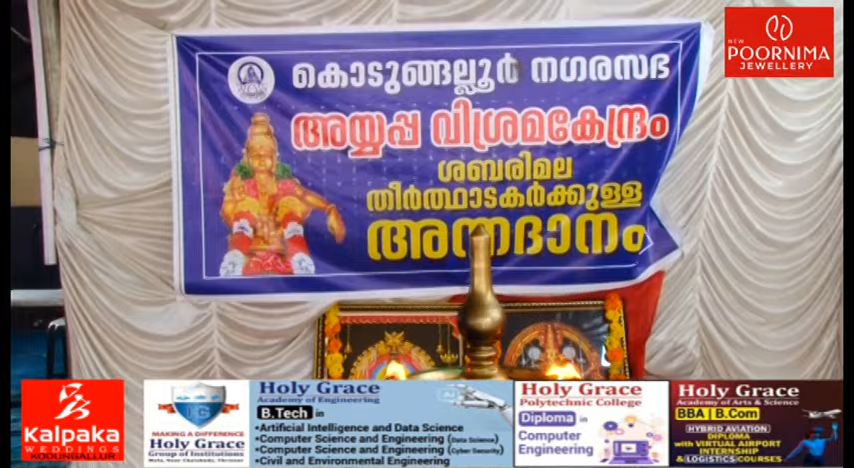 NEW
POORNIMA
JEWELLERY
കൊടുങ്ങല്ലൂർ നഗരസഭ
അയ്യപ്പ വിശ്രമകേന്ദ്രം
ശബരിമല
തീർത്ഥാടകർക്കുള്ള
അന്നദാനം
Kalpaka
WEDDINGS
KODUNGALLUR
MAKING A DIFFERENCE
Holy Grace
Group of Institutions
Mala, Near Chalakudy, Thrissur
Holy Grace
Academy of Engineering
B.Tech in
•Artificial Intelligence and Data Science
•Computer Science and Engineering (Data Science)
•Computer Science and Engineering (Cyber Security)
•Civil and Environmental Engineering
Holy Grace
Polytechnic College
Diploma in
Computer
Engineering
Holy Grace
Academy of Arts & Science
BBA | B.Com
HYBRID AVIATION
DIPLOMA
with VIRTUAL AIRPORT
INTERNSHIP
& LOGISTICS COURSES